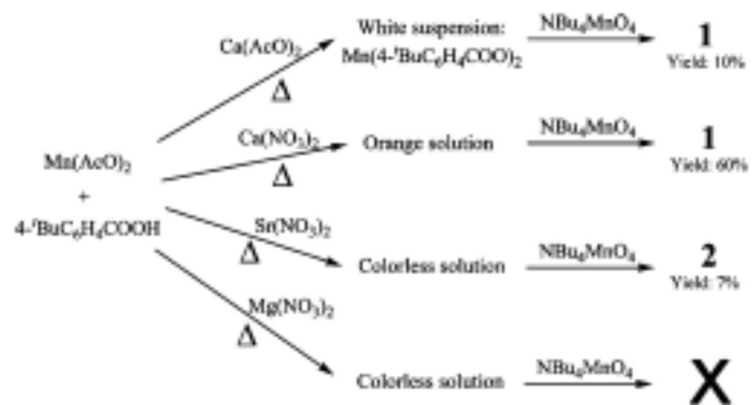 Ca(AcO)₂
Δ
White suspension:
Mn(4-ᵗBuC₆H₄COO)₂
NBu₄MnO₄
1
Yield: 10%
Mn(AcO)₂
+
4-ᵗBuC₆H₄COOH
Ca(NO₃)₂
Δ
Orange solution
NBu₄MnO₄
1
Yield: 60%
Sr(NO₃)₂
Δ
Colorless solution
NBu₄MnO₄
2
Yield: 7%
Mg(NO₃)₂
Δ
Colorless solution
NBu₄MnO₄
X